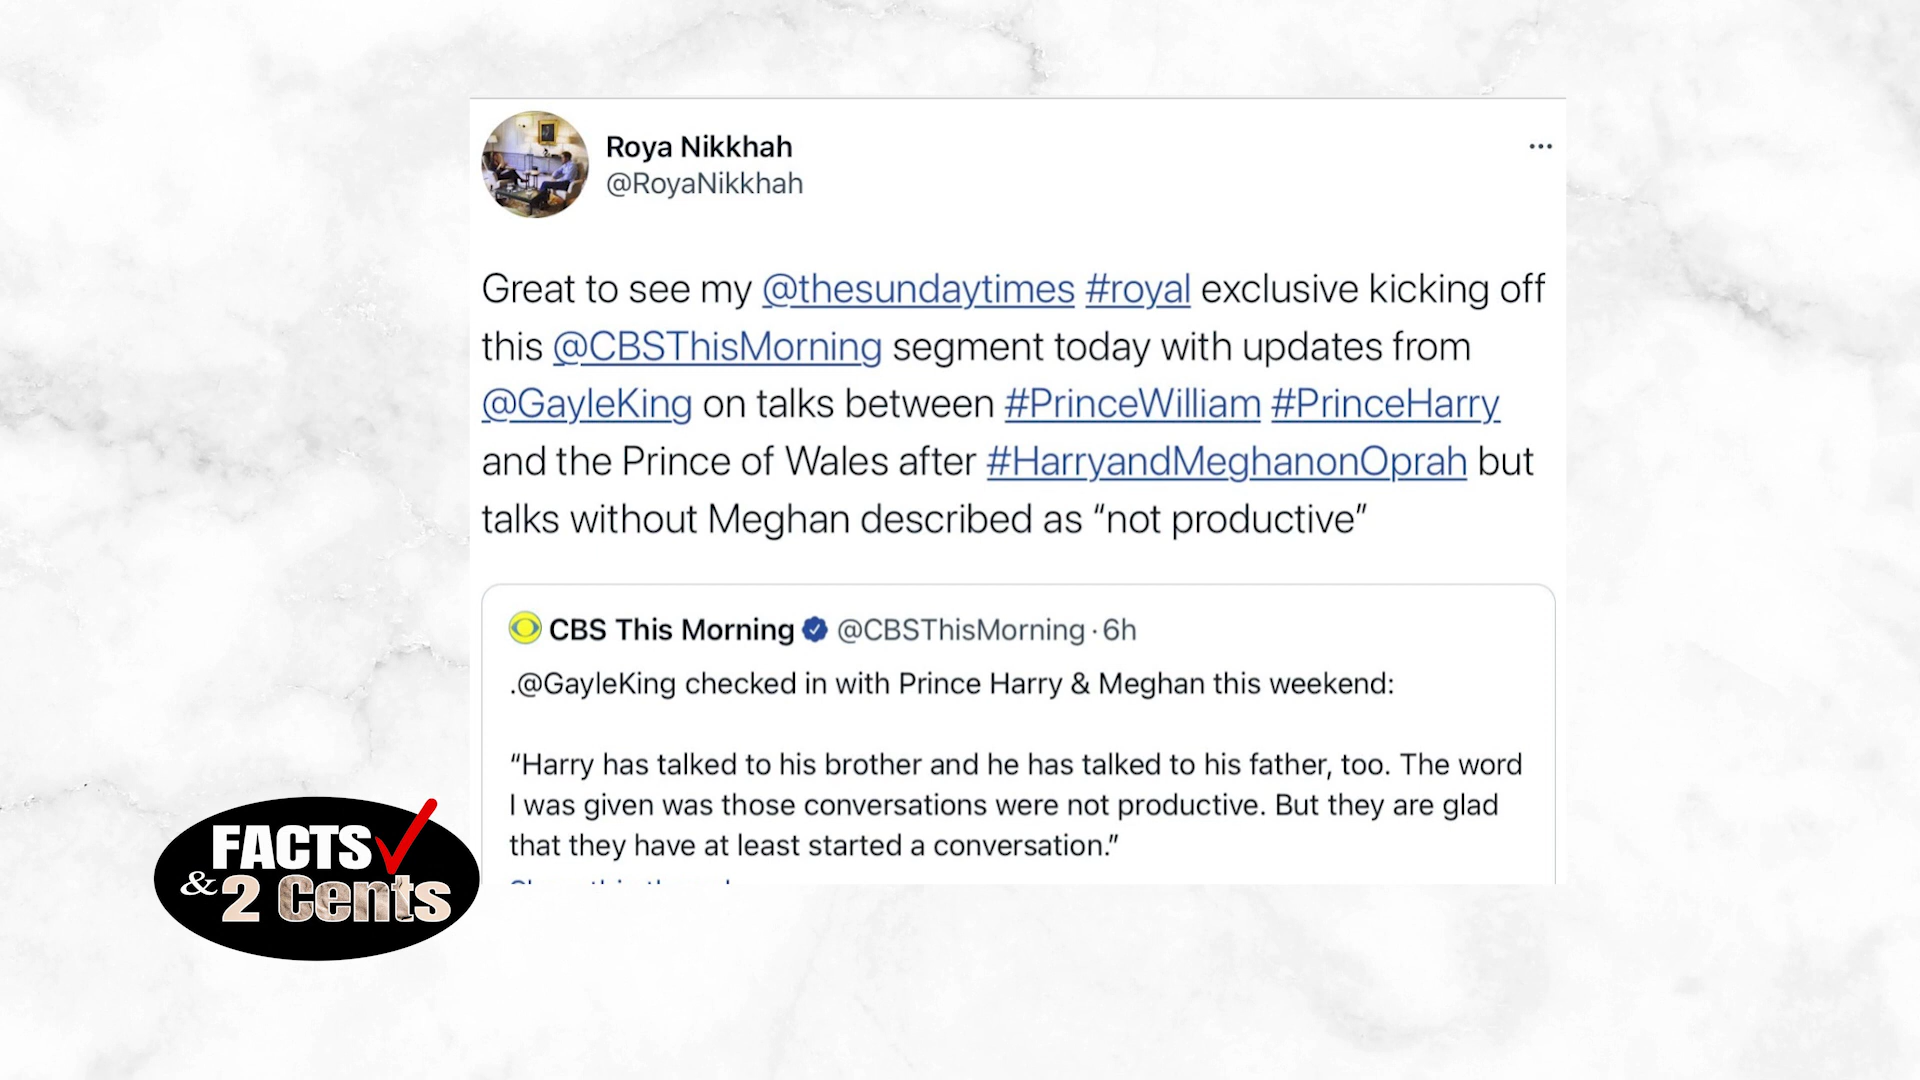 Roya Nikkhah
@RoyaNikkhah
Great to see my @thesundaytimes #royal exclusive kicking off
this @CBSThisMorning segment today with updates from
@GayleKing on talks between #PrinceWilliam #PrinceHarry
and the Prince of Wales after #HarryandMeghanonOprah but
talks without Meghan described as “not productive”
CBS This Morning @CBSThisMorning · 6h
.@GayleKing checked in with Prince Harry & Meghan this weekend:
“Harry has talked to his brother and he has talked to his father, too. The word
I was given was those conversations were not productive. But they are glad
that they have at least started a conversation.”
FACTS
& 2 Cents